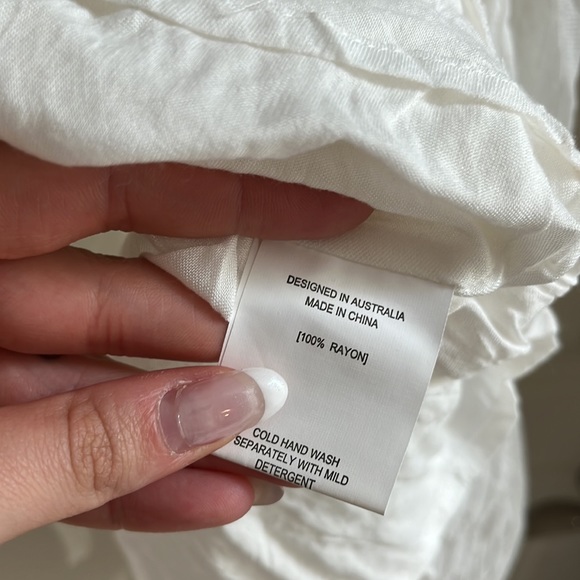 DESIGNED IN AUSTRALIA
MADE IN CHINA
[100% RAYON]
COLD HAND WASH
SEPARATELY WITH MILD
DETERGENT